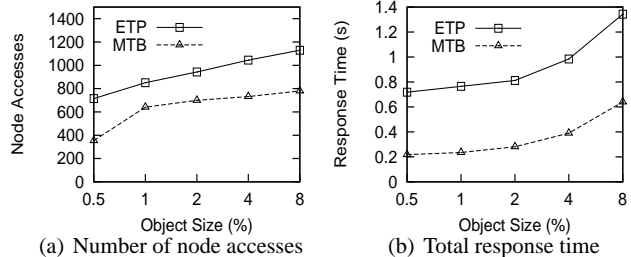 Node Accesses
1400
1200
1000
800
600
400
200
0
ETP
MTB
0.5 1 2 4 8
Object Size (%)
(a) Number of node accesses
Response Time (s)
1.4
1.2
1
0.8
0.6
0.4
0.2
0
ETP
MTB
0.5 1 2 4 8
Object Size (%)
(b) Total response time